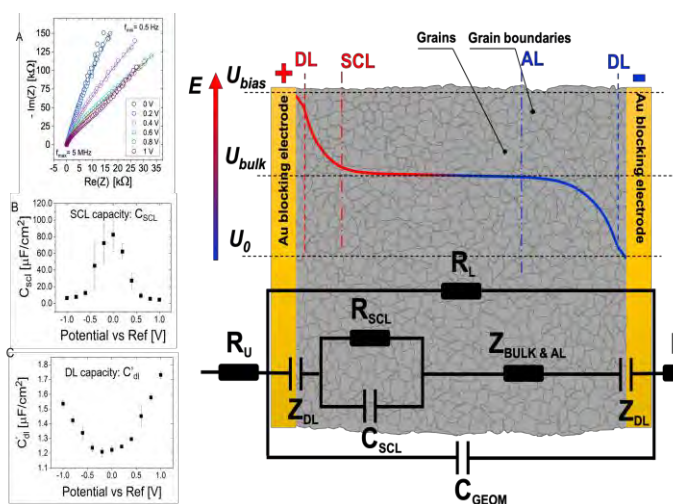 A
f_max = 0.5 Hz
150
125
100
75
50
25
0
- Im(Z) [kΩ]
0 V
0.2 V
0.4 V
0.6 V
0.8 V
1 V
f_max = 5 MHz
0 5 10 15 20 25 30 35
Re(Z) [kΩ]
B
SCL capacity: C_SCL
100.0
80.0
60.0
40.0
20.0
0.0
C_scl [µF/cm²]
-1.0 -0.5 0.0 0.5 1.0
Potential vs Ref [V]
C
DL capacity: C'_dl
1.8
1.7
1.6
1.5
1.4
1.3
1.2
1.1
C'_dl [µF/cm²]
-1.0 -0.5 0.0 0.5 1.0
Potential vs Ref [V]
Grains
Grain boundaries
E
U_bias
U_bulk
U_0
+
DL
SCL
AL
DL
-
Au blocking electrode
Au blocking electrode
R_L
R_SCL
R_U
Z_BULK & AL
Z_DL
Z_DL
C_SCL
C_GEOM